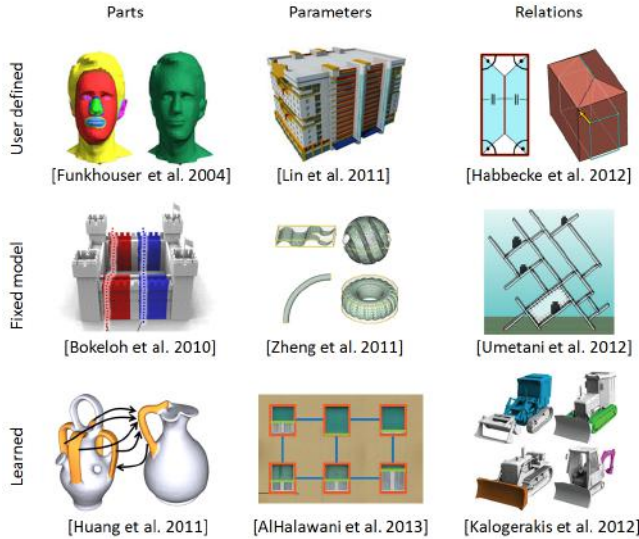 Parts Parameters Relations
User defined
[Funkhouser et al. 2004] [Lin et al. 2011] [Habbecke et al. 2012]
Fixed model
[Bokeloh et al. 2010] [Zheng et al. 2011] [Umetani et al. 2012]
Learned
[Huang et al. 2011] [AlHalawani et al. 2013] [Kalogerakis et al. 2012]